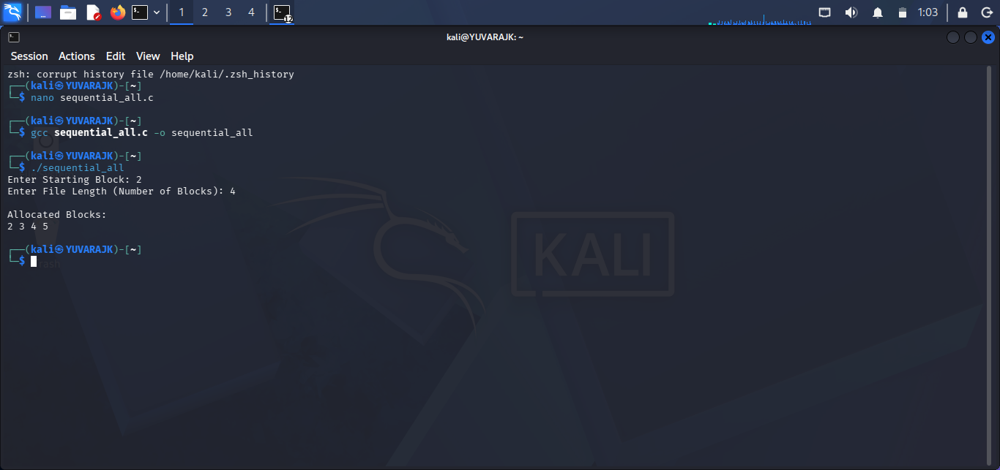 1 2 3 4 12 1:03
kali@YUVARAJK: ~
Session Actions Edit View Help
zsh: corrupt history file /home/kali/.zsh_history
┌──(kali㉿YUVARAJK)-[~]
└─$ nano sequential_all.c
┌──(kali㉿YUVARAJK)-[~]
└─$ gcc sequential_all.c -o sequential_all
┌──(kali㉿YUVARAJK)-[~]
└─$ ./sequential_all
Enter Starting Block: 2
Enter File Length (Number of Blocks): 4
Allocated Blocks:
2 3 4 5
┌──(kali㉿YUVARAJK)-[~]
└─$
rash
KALI